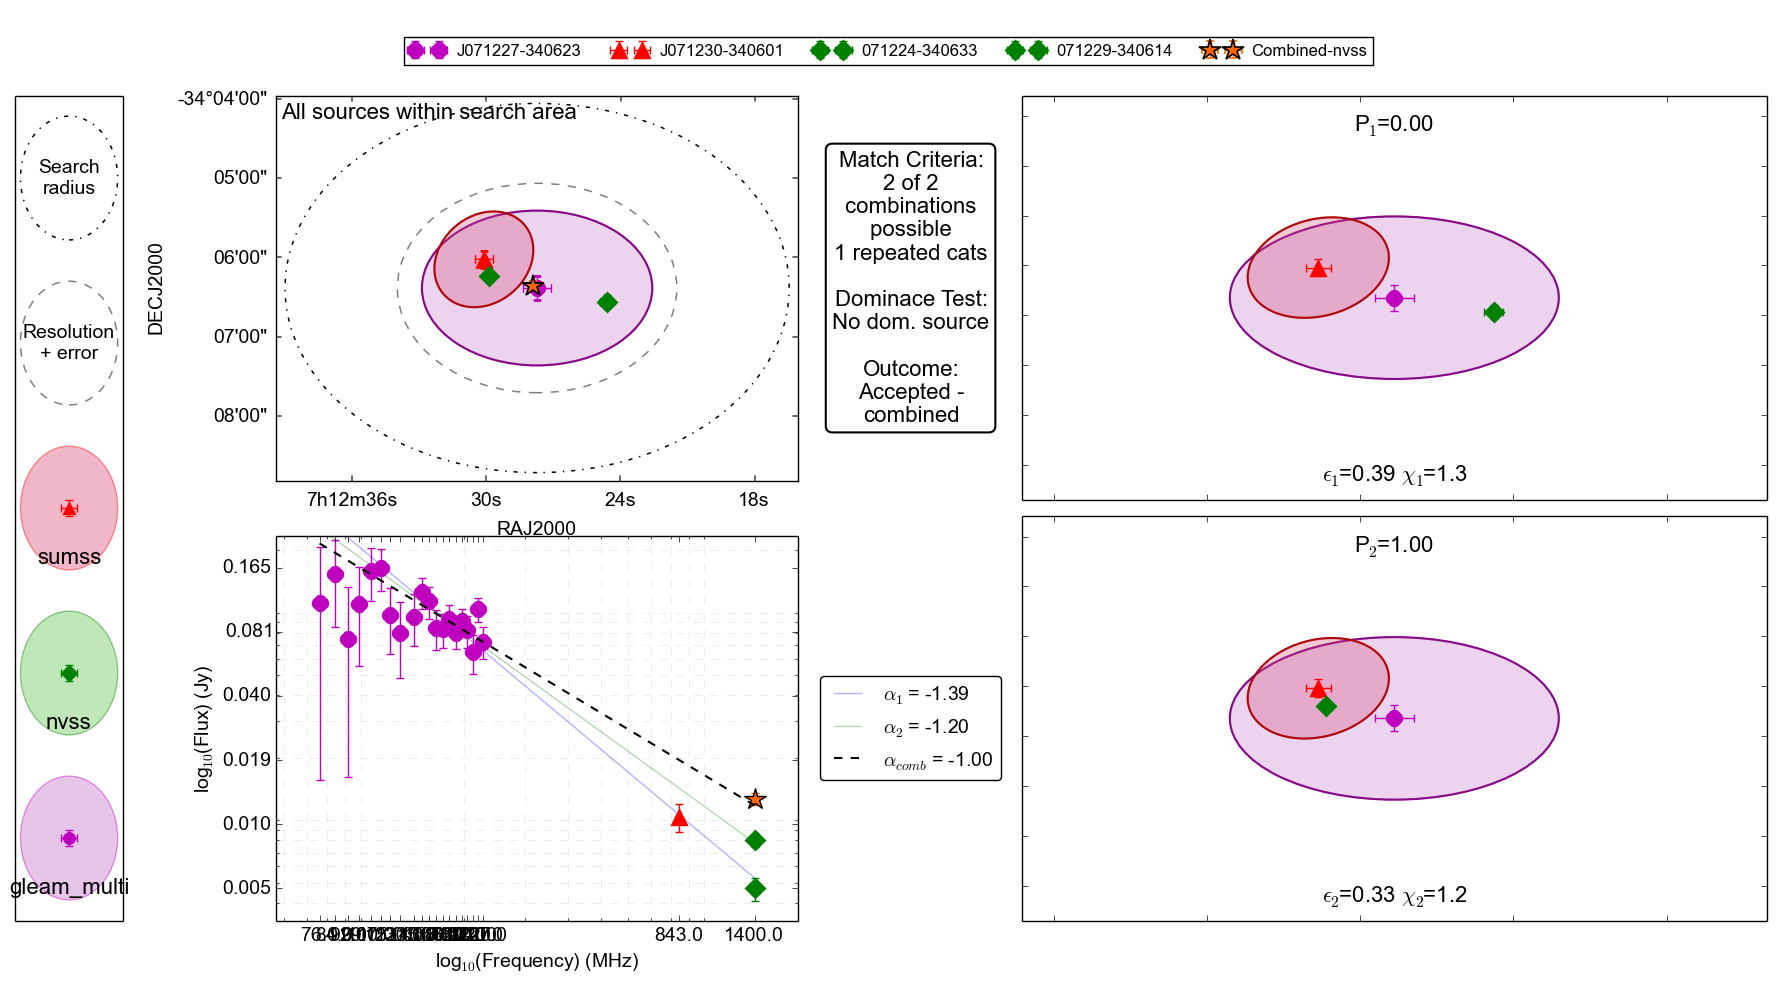 J071227-340623 J071230-340601 071224-340633 071229-340614 Combined-nvss
Search
radius
Resolution
+ error
sumss
nvss
gleam_multi
All sources within search area
-34°04'00"
05'00"
06'00"
07'00"
08'00"
DECJ2000
7h12m36s 30s 24s 18s
RAJ2000
Match Criteria:
2 of 2
combinations
possible
1 repeated cats
Dominace Test:
No dom. source
Outcome:
Accepted -
combined
P1=0.00
ϵ1=0.39 χ1=1.3
P2=1.00
ϵ2=0.33 χ2=1.2
0.165
0.081
0.040
0.019
0.010
0.005
log10(Flux) (Jy)
843.0 1400.0
log10(Frequency) (MHz)
α1 = -1.39
α2 = -1.20
αcomb = -1.00